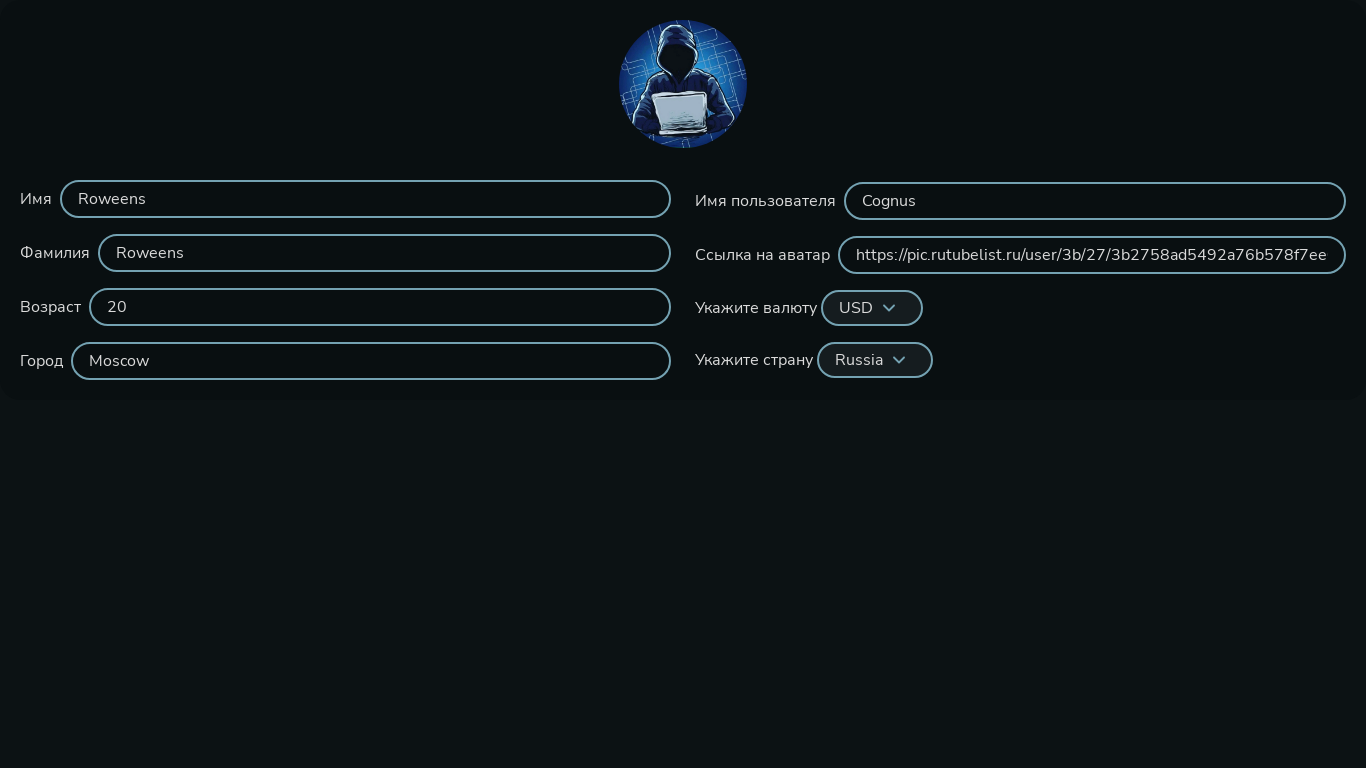 Имя Roweens
Фамилия Roweens
Возраст 20
Город Moscow
Имя пользователя Cognus
Ссылка на аватар https://pic.rutubelist.ru/user/3b/27/3b2758ad5492a76b578f7ee
Укажите валюту USD
Укажите страну Russia